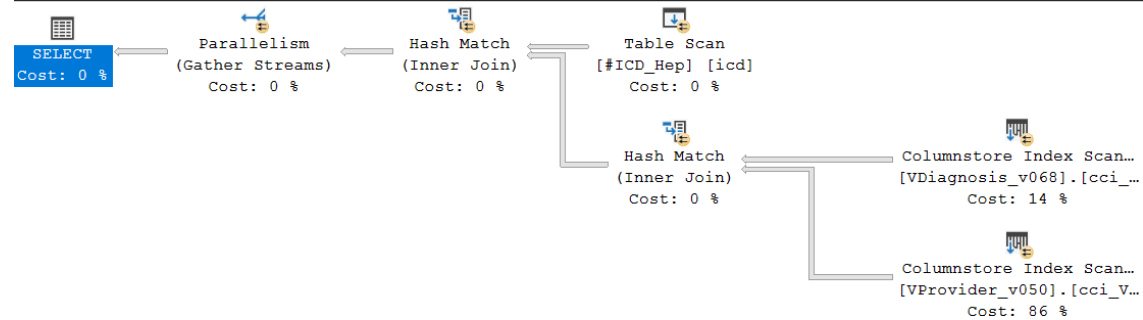 SELECT
Cost: 0 %
Parallelism
(Gather Streams)
Cost: 0 %
Hash Match
(Inner Join)
Cost: 0 %
Table Scan
[#ICD_Hep] [icd]
Cost: 0 %
Hash Match
(Inner Join)
Cost: 0 %
Columnstore Index Scan…
[VDiagnosis_v068].[cci_…
Cost: 14 %
Columnstore Index Scan…
[VProvider_v050].[cci_V…
Cost: 86 %